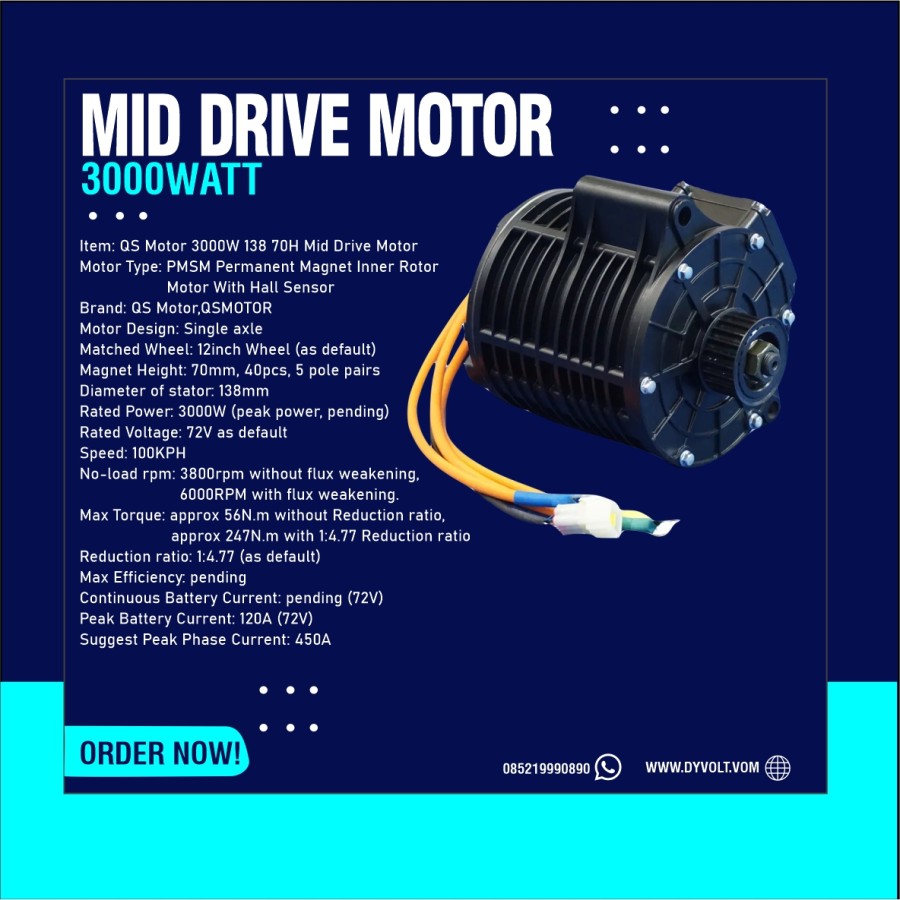 MID DRIVE MOTOR
3000WATT
Item: QS Motor 3000W 138 70H Mid Drive Motor
Motor Type: PMSM Permanent Magnet Inner Rotor
Motor With Hall Sensor
Brand: QS Motor,QSMOTOR
Motor Design: Single axle
Matched Wheel: 12inch Wheel (as default)
Magnet Height: 70mm, 40pcs, 5 pole pairs
Diameter of stator: 138mm
Rated Power: 3000W (peak power, pending)
Rated Voltage: 72V as default
Speed: 100KPH
No-load rpm: 3800rpm without flux weakening,
6000RPM with flux weakening.
Max Torque: approx 56N.m without Reduction ratio,
approx 247N.m with 1:4.77 Reduction ratio
Reduction ratio: 1:4.77 (as default)
Max Efficiency: pending
Continuous Battery Current: pending (72V)
Peak Battery Current: 120A (72V)
Suggest Peak Phase Current: 450A
ORDER NOW!
085219990890
WWW.DYVOLT.VOM